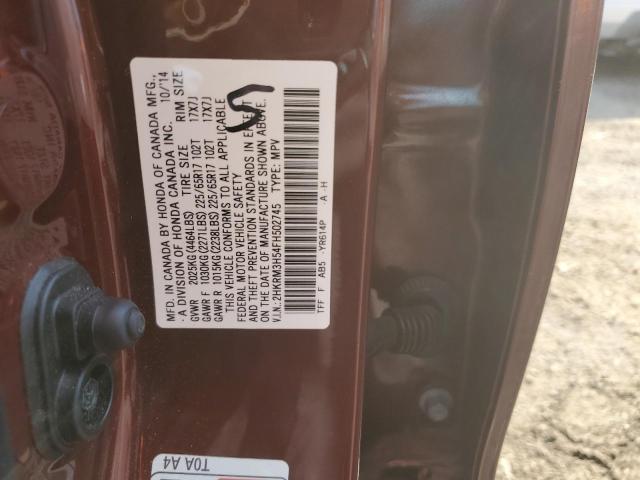 MFD. IN CANADA BY HONDA OF CANADA MFG.,
A DIVISION OF HONDA CANADA INC. 10/14
TIRE SIZE RIM SIZE
GVWR 2025KG(4464LBS)
GAWR F 1030KG(2271LBS) 225/65R17 102T 17X7J
GAWR R 1015KG(2238LBS) 225/65R17 102T 17X7J
THIS VEHICLE CONFORMS TO ALL APPLICABLE
FEDERAL MOTOR VEHICLE SAFETY
AND THEFT PREVENTION STANDARDS IN EFFECT
ON THE DATE OF MANUFACTURE SHOWN ABOVE.
V.I.N.: 2HKRM3H54FH502745 TYPE: MPV
TFF F AB5 -YR614P A -H
T0A A4